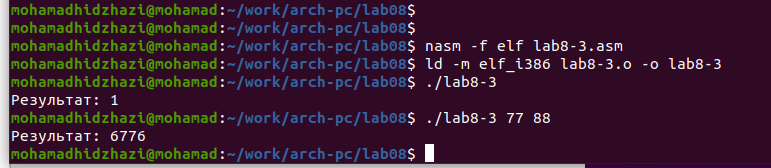 mohamadhidzhazi@mohamad:~/work/arch-pc/lab08$
mohamadhidzhazi@mohamad:~/work/arch-pc/lab08$
mohamadhidzhazi@mohamad:~/work/arch-pc/lab08$ nasm -f elf lab8-3.asm
mohamadhidzhazi@mohamad:~/work/arch-pc/lab08$ ld -m elf_i386 lab8-3.o -o lab8-3
mohamadhidzhazi@mohamad:~/work/arch-pc/lab08$ ./lab8-3
Результат: 1
mohamadhidzhazi@mohamad:~/work/arch-pc/lab08$ ./lab8-3 77 88
Результат: 6776
mohamadhidzhazi@mohamad:~/work/arch-pc/lab08$